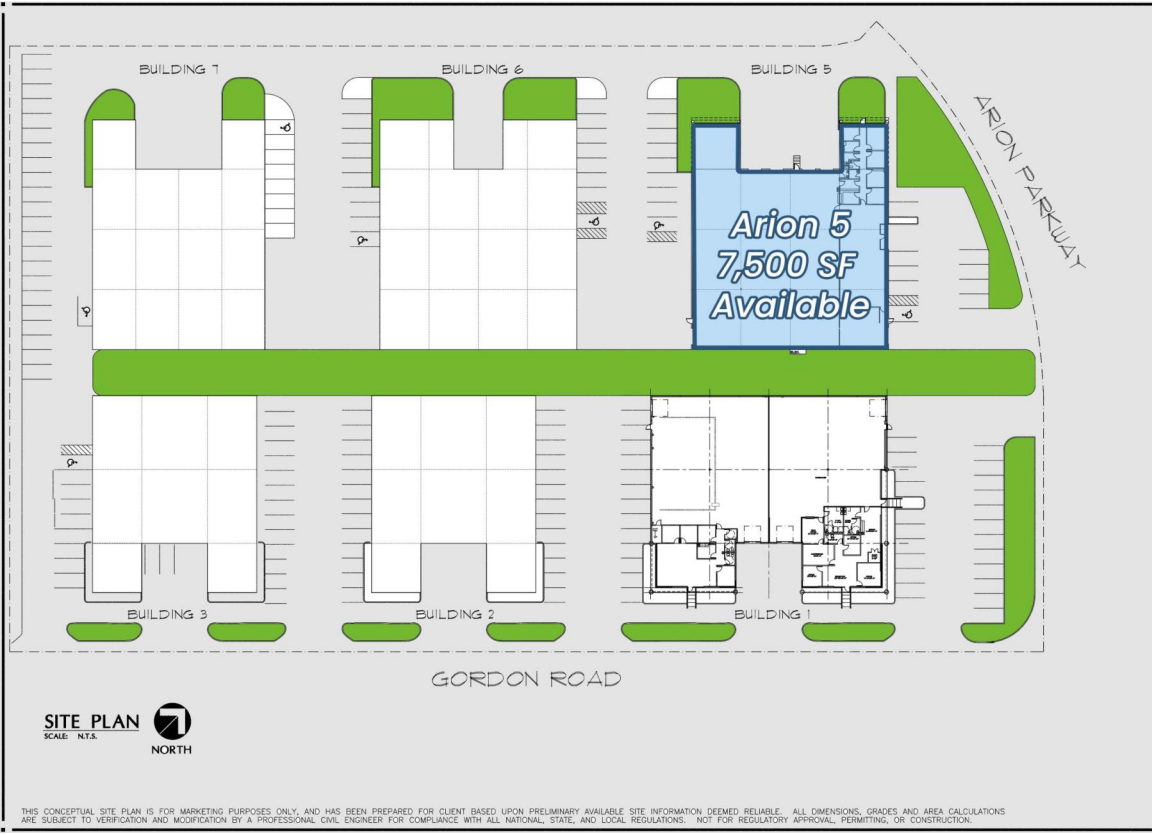 BUILDING 7
BUILDING 6
BUILDING 5
ARION PARKWAY
Arion 5
7,500 SF
Available
BUILDING 3
BUILDING 2
BUILDING 1
GORDON ROAD
SITE PLAN
SCALE: N.T.S.
NORTH
THIS CONCEPTUAL SITE PLAN IS FOR MARKETING PURPOSES ONLY, AND HAS BEEN PREPARED FOR CLIENT BASED UPON PRELIMINARY AVAILABLE SITE INFORMATION DEEMED RELIABLE. ALL DIMENSIONS, GRADES AND AREA CALCULATIONS
ARE SUBJECT TO VERIFICATION AND MODIFICATION BY A PROFESSIONAL CIVIL ENGINEER FOR COMPLIANCE WITH ALL NATIONAL, STATE, AND LOCAL REGULATIONS. NOT FOR REGULATORY APPROVAL, PERMITTING, OR CONSTRUCTION.